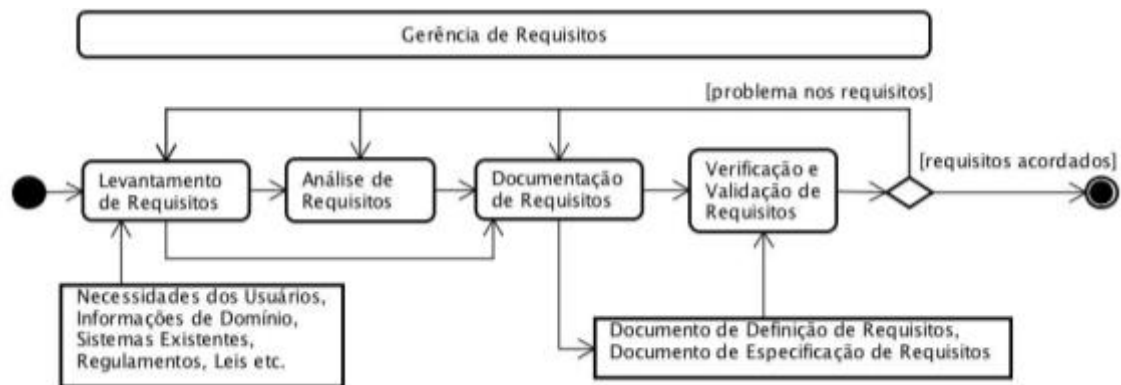 Gerência de Requisitos
[problema nos requisitos]
[requisitos acordados]
Levantamento
de Requisitos
Análise de
Requisitos
Documentação
de Requisitos
Verificação e
Validação de
Requisitos
Necessidades dos Usuários,
Informações de Domínio,
Sistemas Existentes,
Regulamentos, Leis etc.
Documento de Definição de Requisitos,
Documento de Especificação de Requisitos